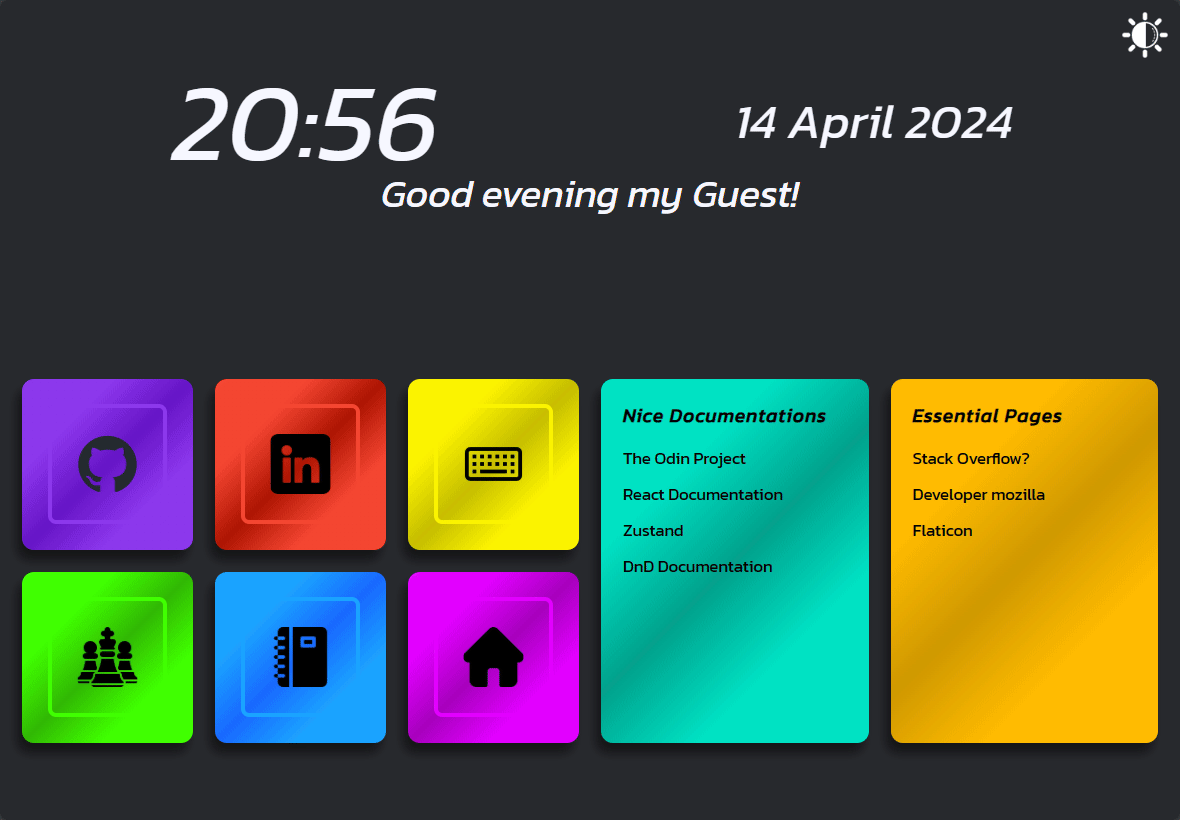 20:56
14 April 2024
Good evening my Guest!
in
Nice Documentations
The Odin Project
React Documentation
Zustand
DnD Documentation
Essential Pages
Stack Overflow?
Developer mozilla
Flaticon